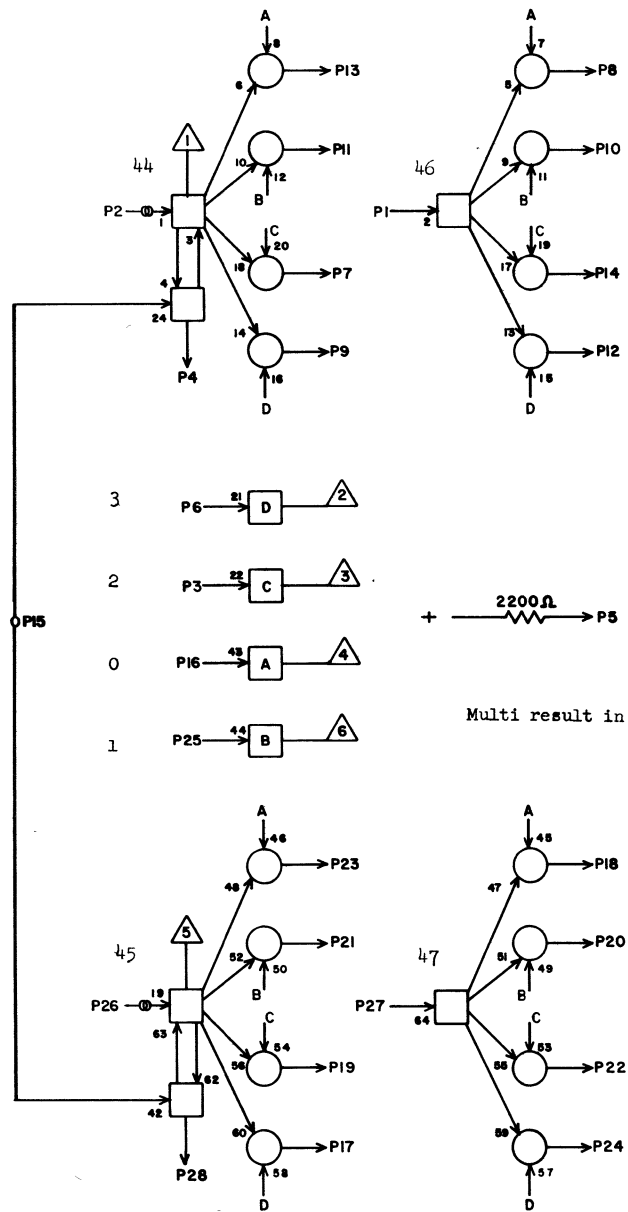 A
8
P13
6
1
44
10
P11
12
B
P2
1
3
C
20
18
P7
4
24
14
P9
16
P4
D
A
7
P8
5
46
9
P10
11
B
P1
2
C
19
17
P14
13
P12
15
D
3
P6
21
D
2
2
P3
22
C
3
P15
+
2200Ω
P5
0
P16
43
A
4
Multi result in
1
P25
44
B
6
A
46
P23
48
5
45
52
P21
50
B
P26
19
63
C
54
56
P19
62
42
60
P17
58
P28
D
A
45
P18
47
47
51
P20
49
B
P27
64
C
53
55
P22
59
P24
57
D